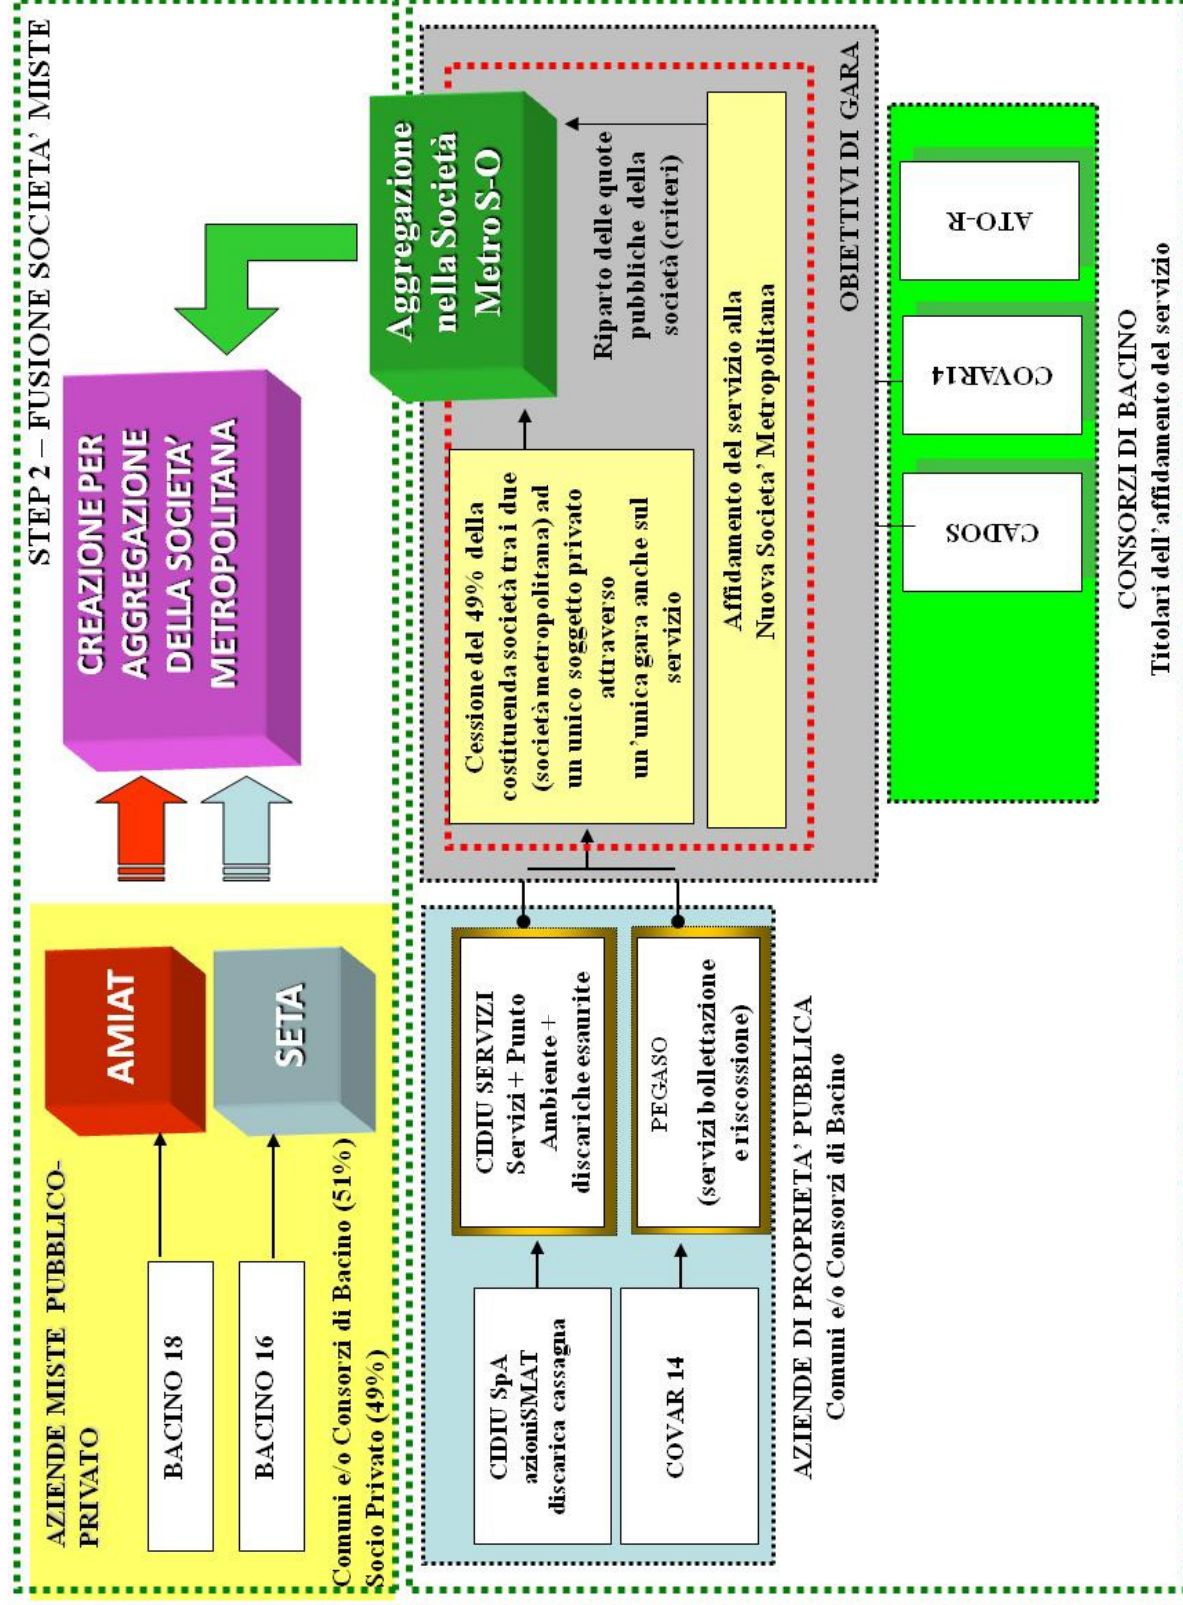 STEP 2 – FUSIONE SOCIETA’ MISTE
AZIENDE MISTE PUBBLICO-
PRIVATO
BACINO 18
BACINO 16
AMIAT
SETA
Comuni e/o Consorzi di Bacino (51%)
Socio Privato (49%)
CREAZIONE PER
AGGREGAZIONE
DELLA SOCIETA’
METROPOLITANA
Aggregazione
nella Società
Metro S-O
CIDIU SpA
azioniSMAT
discarica cassagna
COVAR 14
CIDIU SERVIZI
Servizi + Punto
Ambiente +
discariche esaurite
PEGASO
(servizi bollettazione
e riscossione)
AZIENDE DI PROPRIETA’ PUBBLICA
Comuni e/o Consorzi di Bacino
Cessione del 49% della
costituenda società tra i due
(società metropolitana) ad
un unico soggetto privato
attraverso
un’unica gara anche sul
servizio
Riparto delle quote
pubbliche della
società (criteri)
Affidamento del servizio alla
Nuova Societa’ Metropolitana
OBIETTIVI DI GARA
CADOS
COVAR14
ATO-R
CONSORZI DI BACINO
Titolari dell’affidamento del servizio